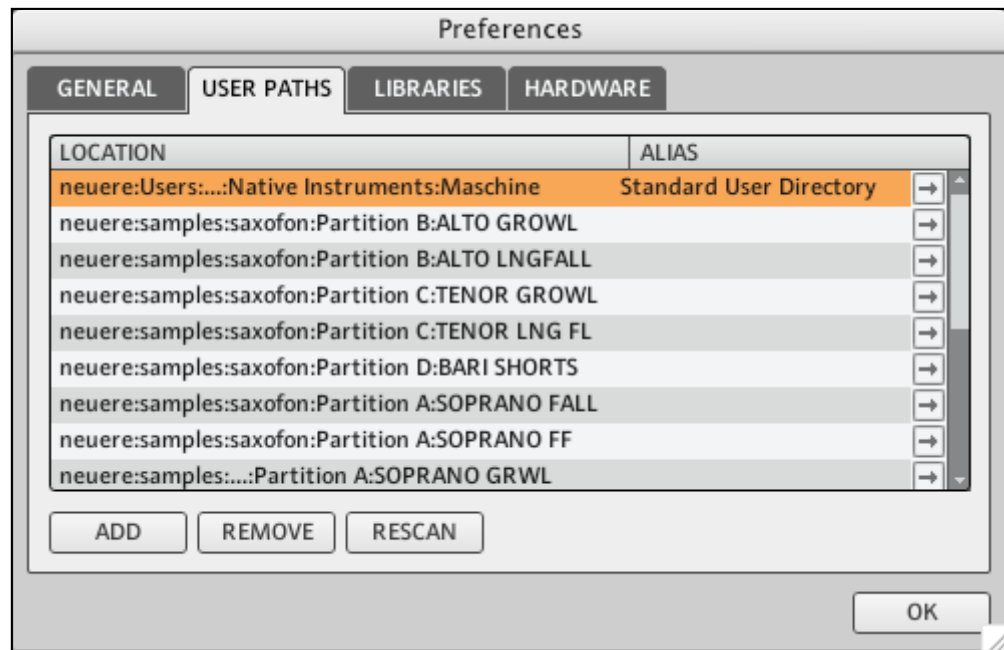 Preferences
GENERAL USER PATHS LIBRARIES HARDWARE
LOCATION ALIAS
neuere:Users:...:Native Instruments:Maschine Standard User Directory
neuere:samples:saxofon:Partition B:ALTO GROWL
neuere:samples:saxofon:Partition B:ALTO LNGFALL
neuere:samples:saxofon:Partition C:TENOR GROWL
neuere:samples:saxofon:Partition C:TENOR LNG FL
neuere:samples:saxofon:Partition D:BARI SHORTS
neuere:samples:saxofon:Partition A:SOPRANO FALL
neuere:samples:saxofon:Partition A:SOPRANO FF
neuere:samples:...:Partition A:SOPRANO GRWL
ADD REMOVE RESCAN
OK